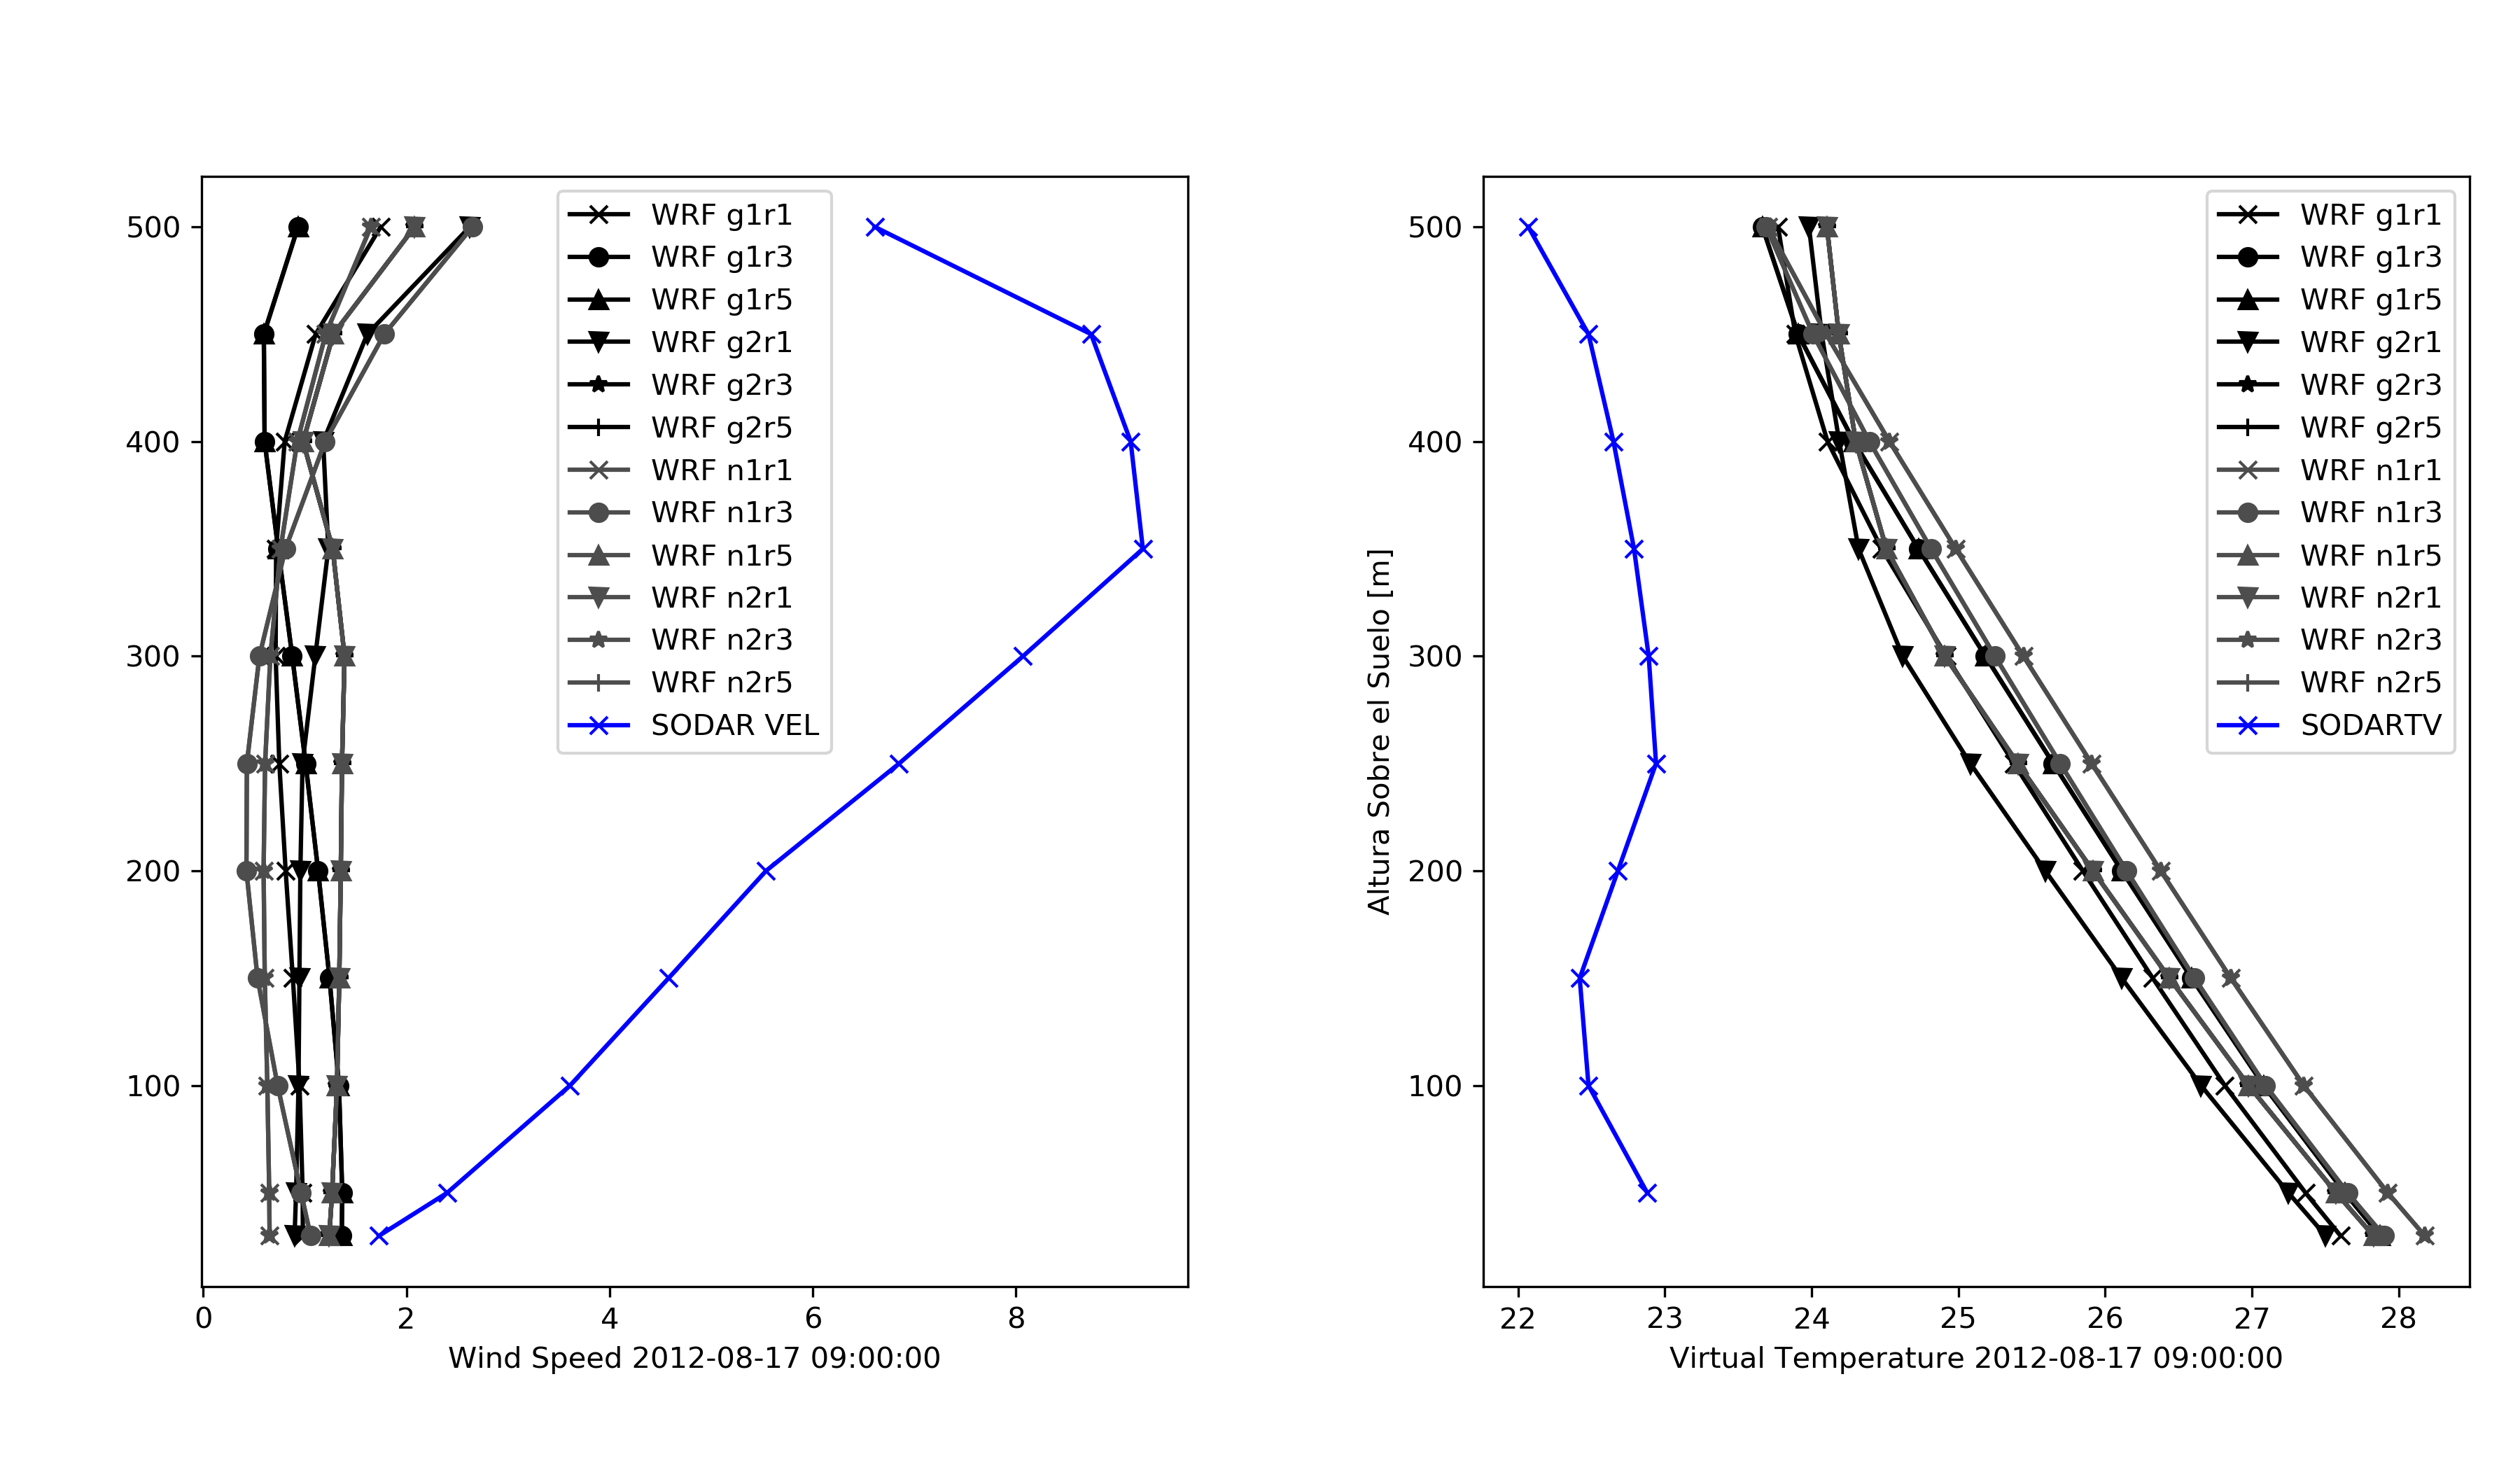 500
400
300
200
100
0 2 4 6 8
Wind Speed 2012-08-17 09:00:00
WRF g1r1
WRF g1r3
WRF g1r5
WRF g2r1
WRF g2r3
WRF g2r5
WRF n1r1
WRF n1r3
WRF n1r5
WRF n2r1
WRF n2r3
WRF n2r5
SODAR VEL
Altura Sobre el Suelo [m]
500
400
300
200
100
22 23 24 25 26 27 28
Virtual Temperature 2012-08-17 09:00:00
WRF g1r1
WRF g1r3
WRF g1r5
WRF g2r1
WRF g2r3
WRF g2r5
WRF n1r1
WRF n1r3
WRF n1r5
WRF n2r1
WRF n2r3
WRF n2r5
SODARTV